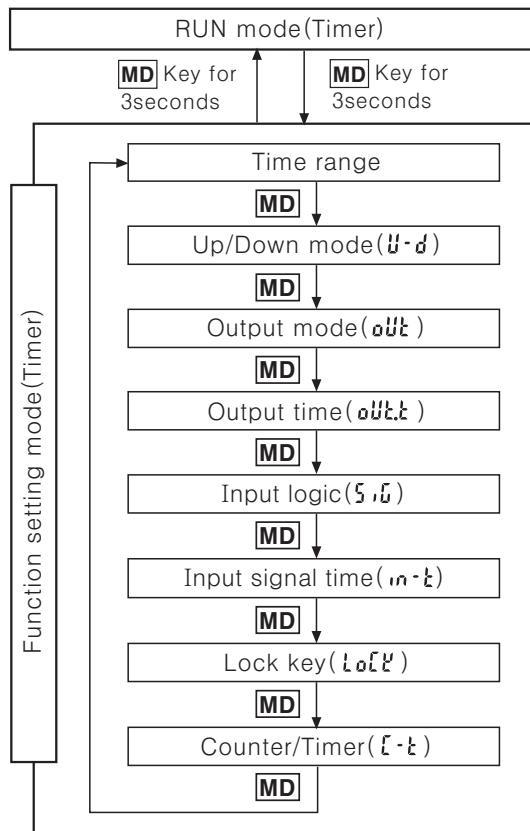 RUN mode(Timer)
MD Key for
3seconds
MD Key for
3seconds
Function setting mode(Timer)
Time range
MD
Up/Down mode(U-d)
MD
Output mode(oUt)
MD
Output time(oUt.t)
MD
Input logic(SiG)
MD
Input signal time(in-t)
MD
Lock key(LoCK)
MD
Counter/Timer(C-t)
MD